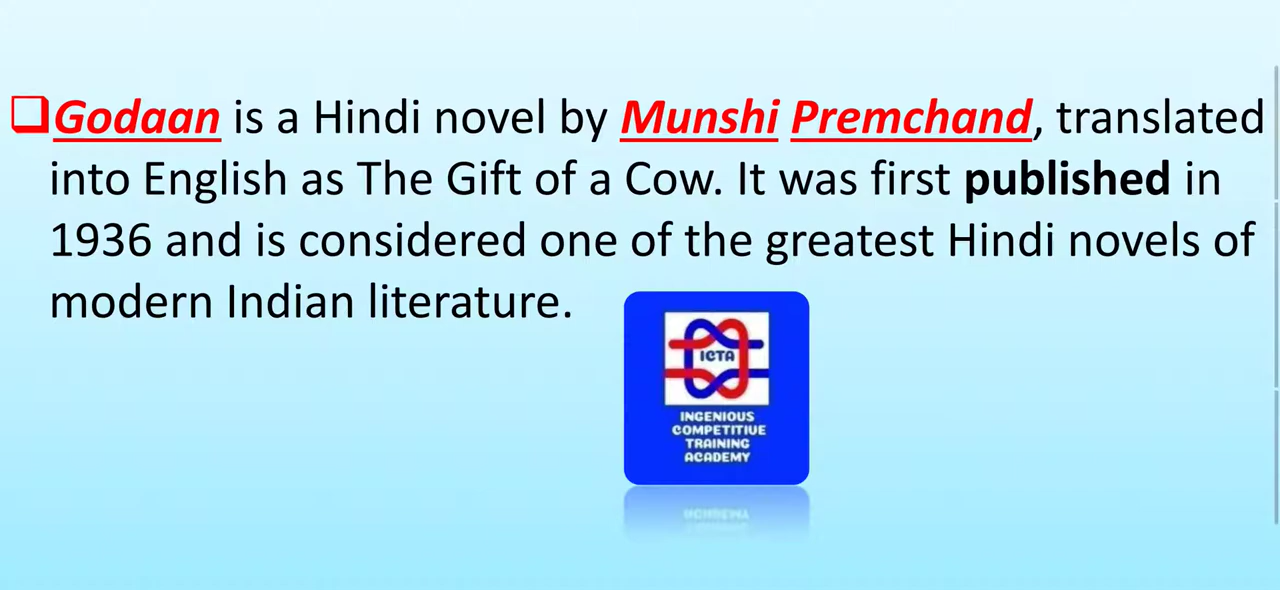 Godaan is a Hindi novel by Munshi Premchand, translated
into English as The Gift of a Cow. It was first published in
1936 and is considered one of the greatest Hindi novels of
modern Indian literature.
ICTA
INGENIOUS
COMPETITIVE
TRAINING
ACADEMY